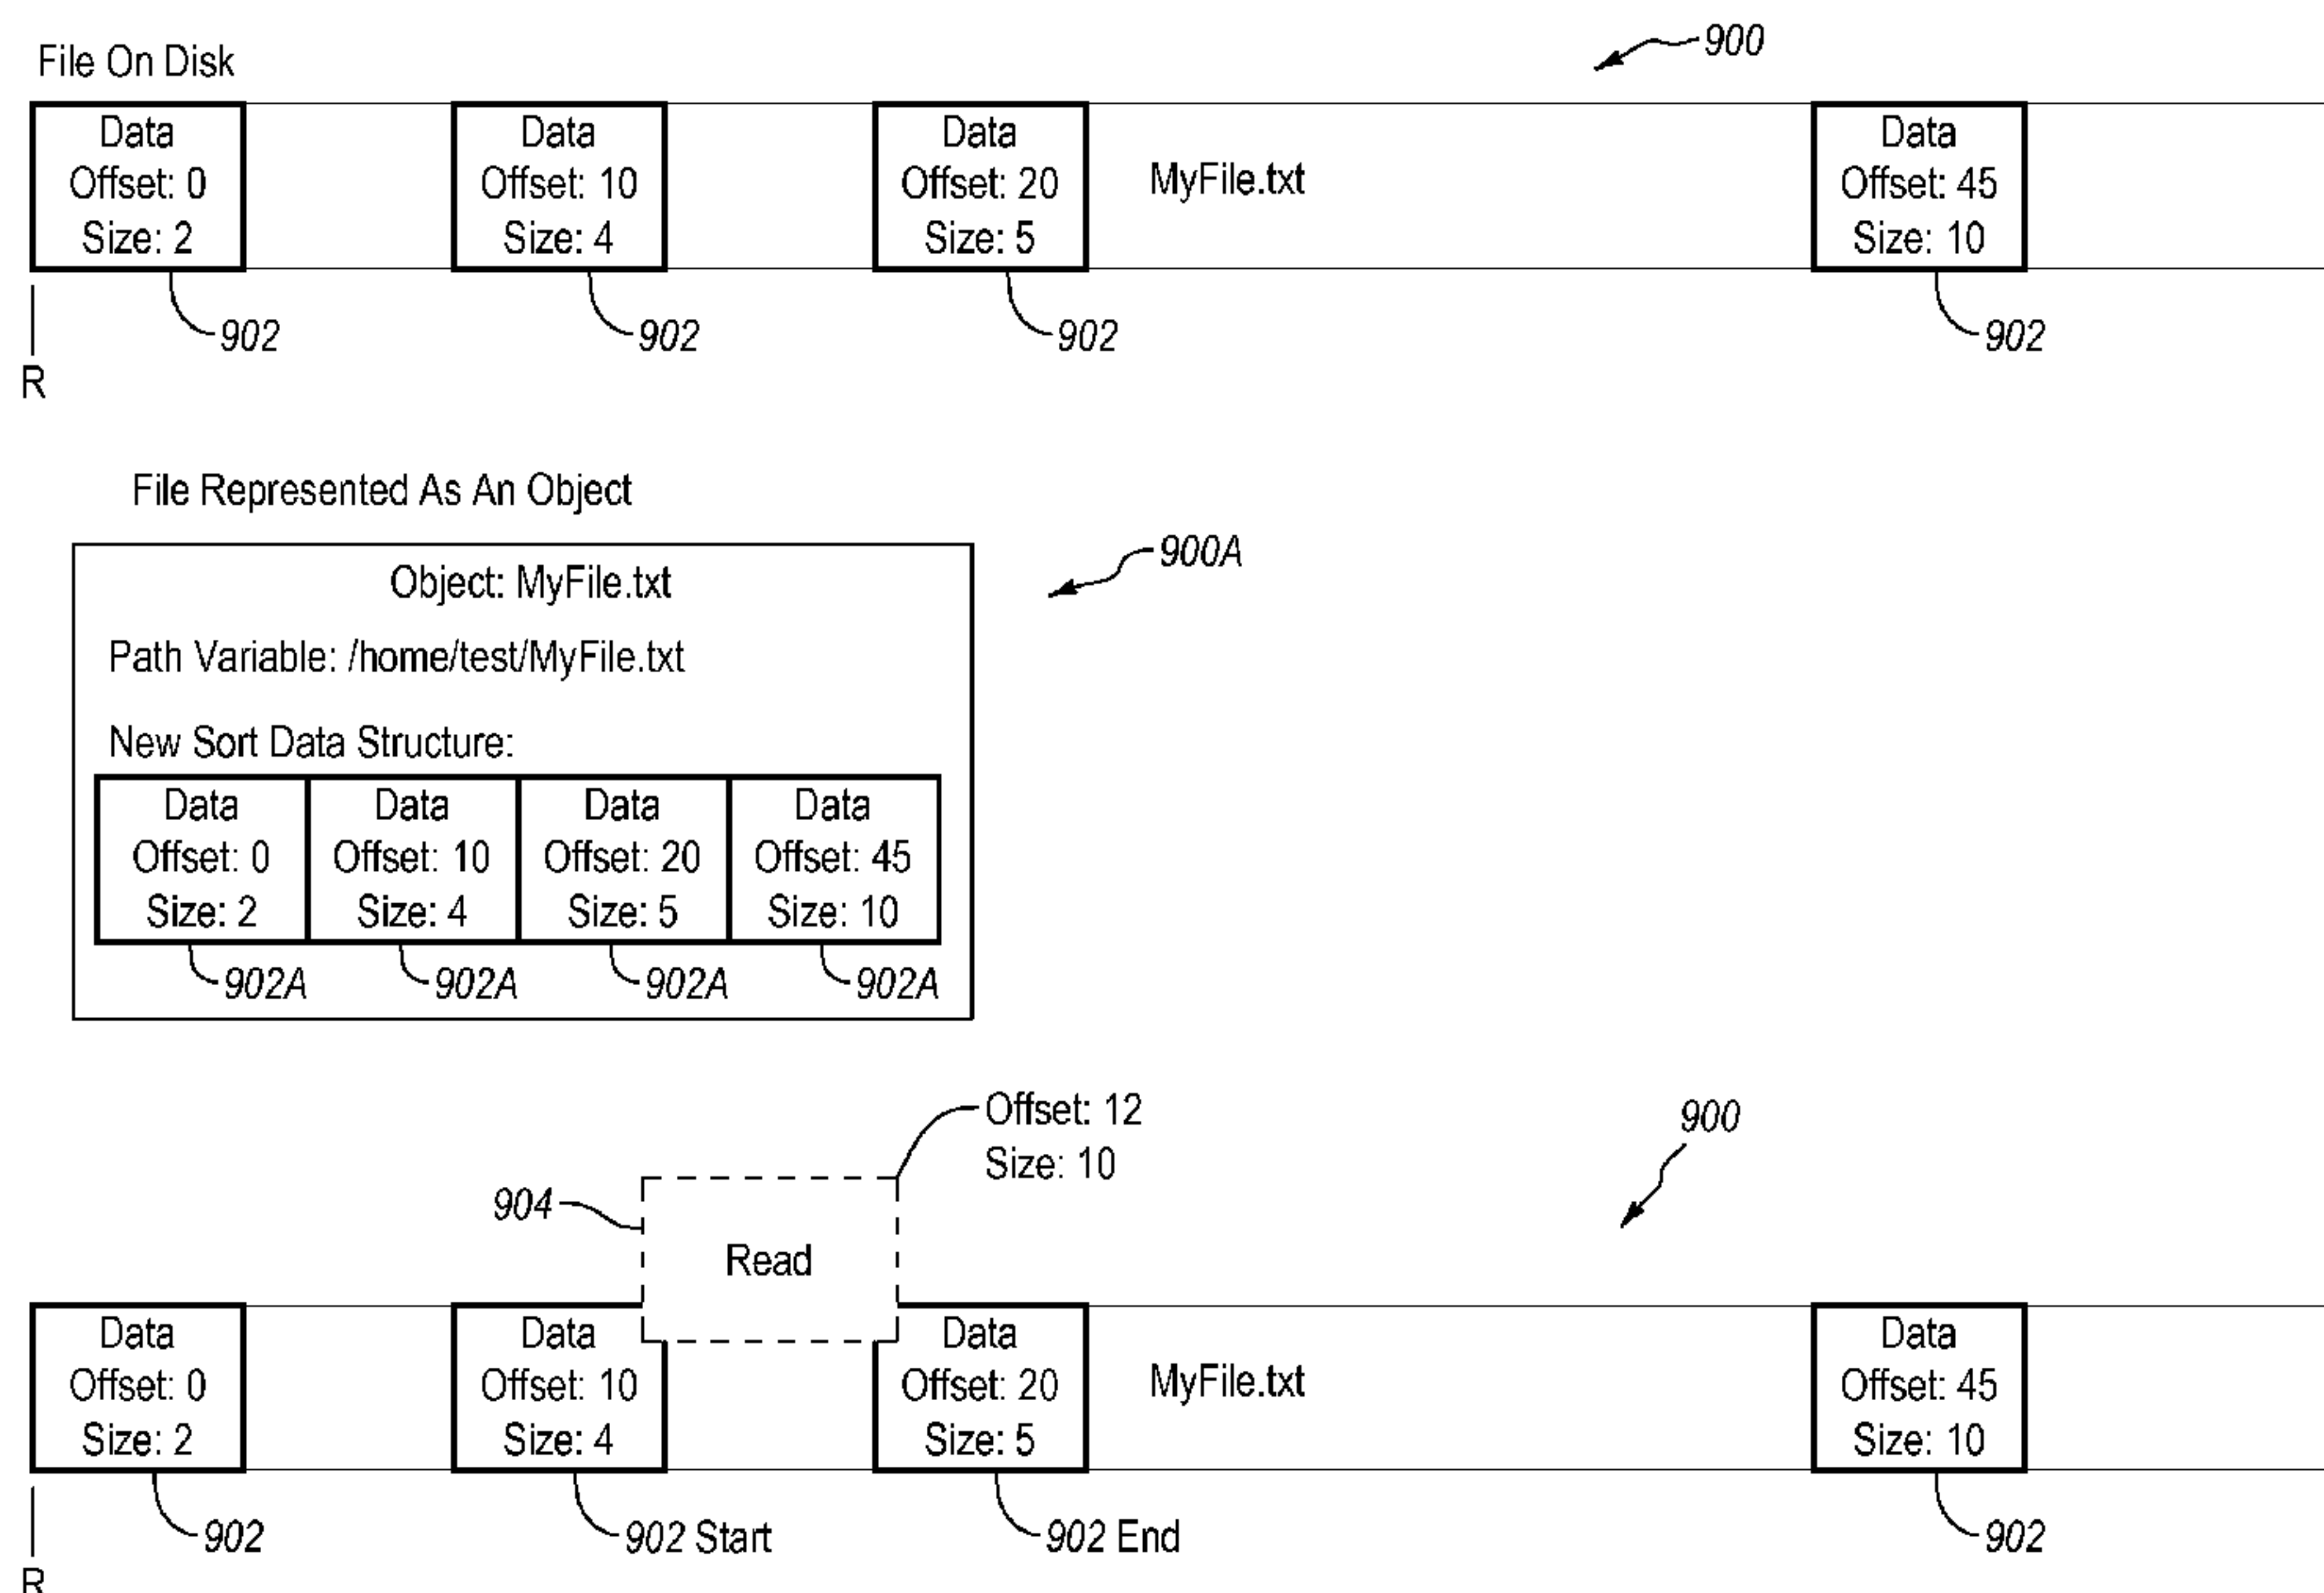 File On Disk
900
Data
Offset: 0
Size: 2
Data
Offset: 10
Size: 4
Data
Offset: 20
Size: 5
MyFile.txt
Data
Offset: 45
Size: 10
902
902
902
902
R
File Represented As An Object
900A
Object: MyFile.txt
Path Variable: /home/test/MyFile.txt
New Sort Data Structure:
Data
Offset: 0
Size: 2
Data
Offset: 10
Size: 4
Data
Offset: 20
Size: 5
Data
Offset: 45
Size: 10
902A
902A
902A
902A
Offset: 12
Size: 10
900
904
Read
Data
Offset: 0
Size: 2
Data
Offset: 10
Size: 4
Data
Offset: 20
Size: 5
MyFile.txt
Data
Offset: 45
Size: 10
902
902 Start
902 End
902
R